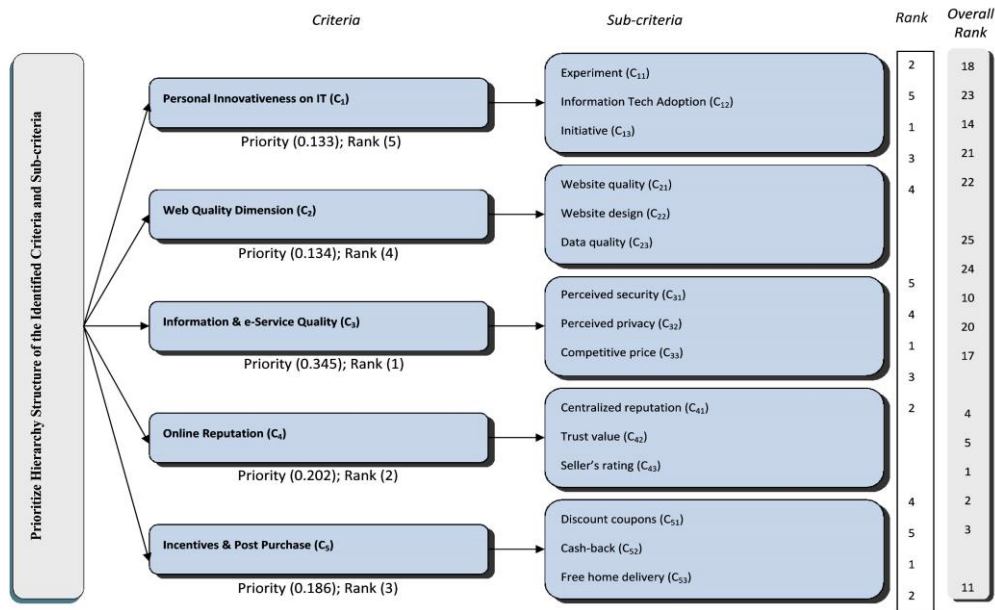 Criteria
Sub-criteria
Rank
Overall
Rank
Prioritize Hierarchy Structure of the Identified Criteria and Sub-criteria
Personal Innovativeness on IT (C₁)
Priority (0.133); Rank (5)
Experiment (C₁₁)
Information Tech Adoption (C₁₂)
Initiative (C₁₃)
Web Quality Dimension (C₂)
Priority (0.134); Rank (4)
Website quality (C₂₁)
Website design (C₂₂)
Data quality (C₂₃)
Information & e-Service Quality (C₃)
Priority (0.345); Rank (1)
Perceived security (C₃₁)
Perceived privacy (C₃₂)
Competitive price (C₃₃)
Online Reputation (C₄)
Priority (0.202); Rank (2)
Centralized reputation (C₄₁)
Trust value (C₄₂)
Seller's rating (C₄₃)
Incentives & Post Purchase (C₅)
Priority (0.186); Rank (3)
Discount coupons (C₅₁)
Cash-back (C₅₂)
Free home delivery (C₅₃)
2
5
1
3
4
5
4
1
3
2
4
5
1
2
18
23
14
21
22
25
24
10
20
17
4
5
1
2
3
11